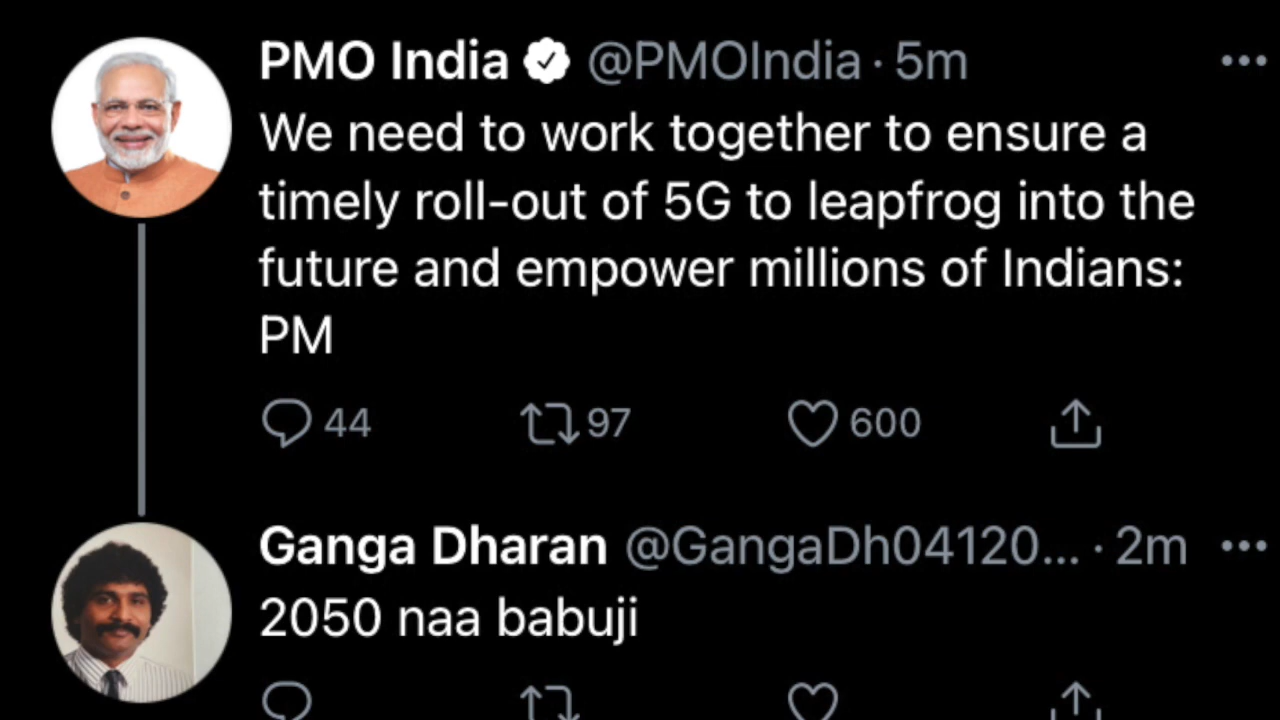 PMO India @PMOIndia · 5m
We need to work together to ensure a
timely roll-out of 5G to leapfrog into the
future and empower millions of Indians:
PM
44 97 600
Ganga Dharan @GangaDh04120... · 2m
2050 naa babuji